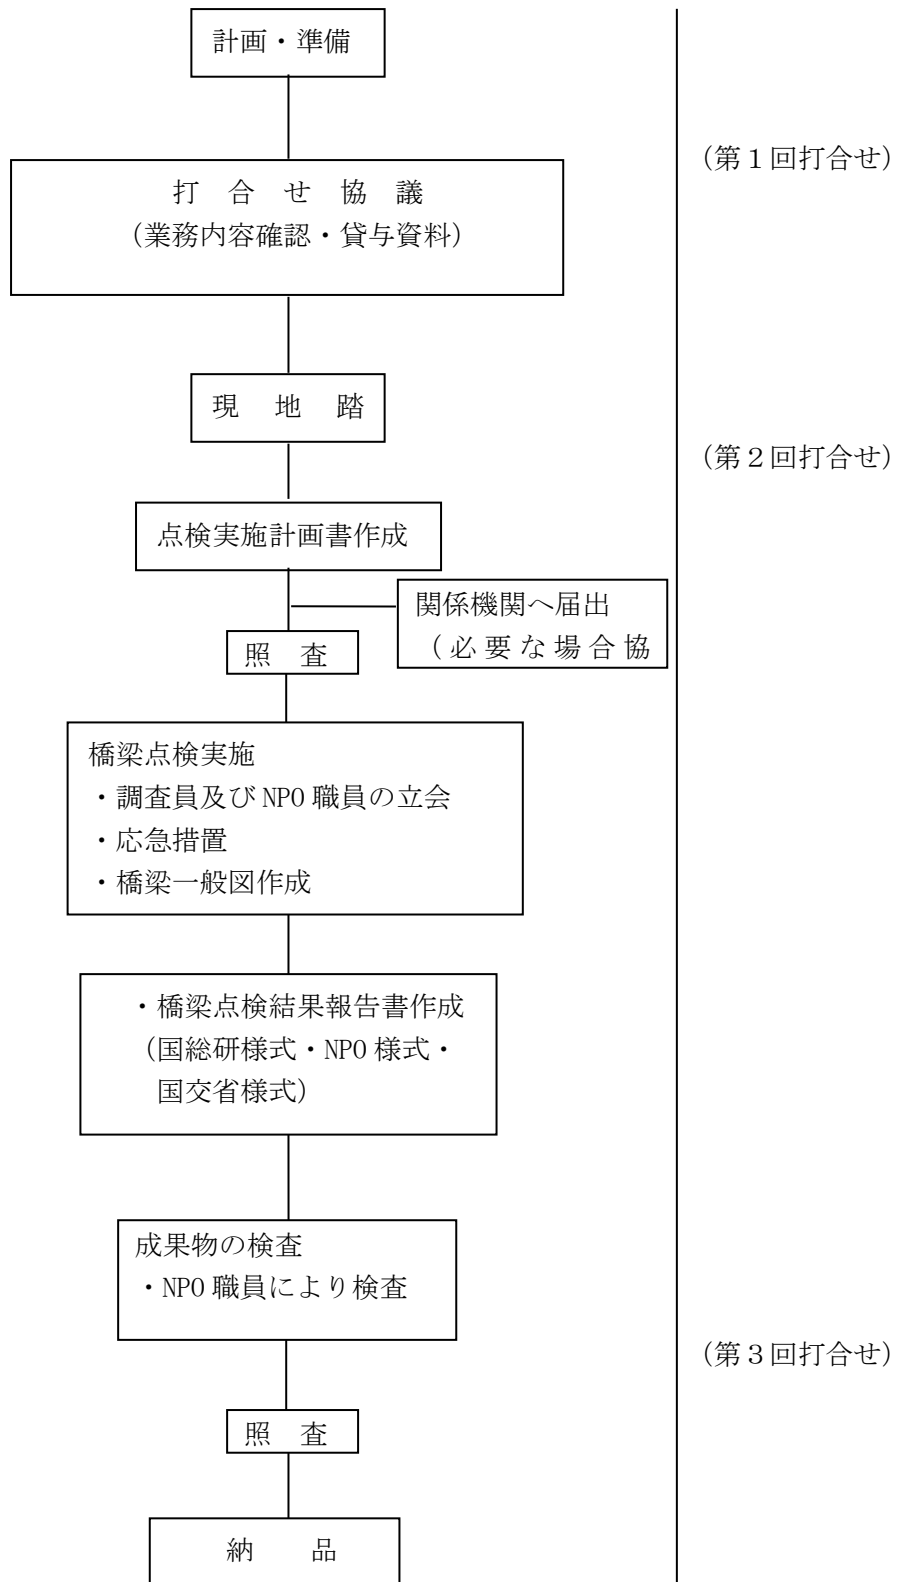 計画・準備
（第１回打合せ）
打　合　せ　協　議
（業務内容確認・貸与資料）
現　地　踏
（第２回打合せ）
点検実施計画書作成
関係機関へ届出
（必要な場合協
照　査
橋梁点検実施
・調査員及びNPO職員の立会
・応急措置
・橋梁一般図作成
・橋梁点検結果報告書作成
（国総研様式・NPO様式・
国交省様式）
成果物の検査
・NPO職員により検査
（第３回打合せ）
照　査
納　　品